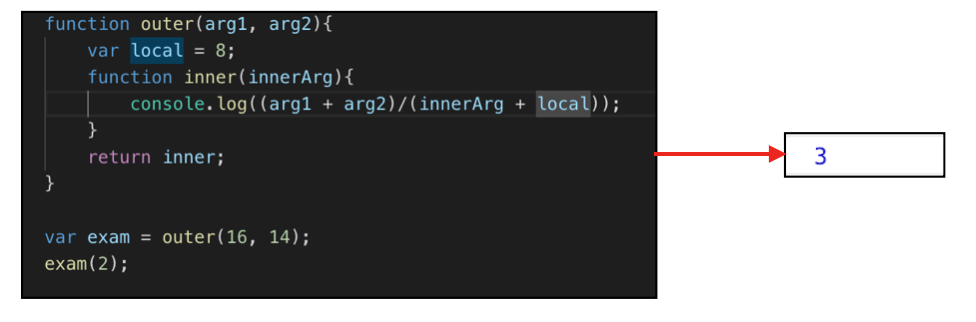 function outer(arg1, arg2){
var local = 8;
function inner(innerArg){
console.log((arg1 + arg2)/(innerArg + local));
}
return inner;
}
var exam = outer(16, 14);
exam(2);
3